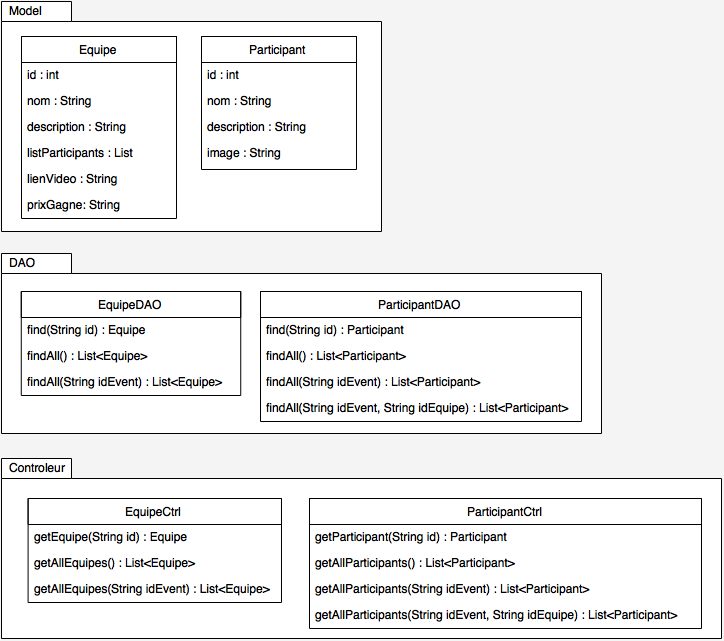 Model
Equipe
id : int
nom : String
description : String
listParticipants : List
lienVideo : String
prixGagne: String
Participant
id : int
nom : String
description : String
image : String
DAO
EquipeDAO
find(String id) : Equipe
findAll() : List<Equipe>
findAll(String idEvent) : List<Equipe>
ParticipantDAO
find(String id) : Participant
findAll() : List<Participant>
findAll(String idEvent) : List<Participant>
findAll(String idEvent, String idEquipe) : List<Participant>
Controleur
EquipeCtrl
getEquipe(String id) : Equipe
getAllEquipes() : List<Equipe>
getAllEquipes(String idEvent) : List<Equipe>
ParticipantCtrl
getParticipant(String id) : Participant
getAllParticipants() : List<Participant>
getAllParticipants(String idEvent) : List<Participant>
getAllParticipants(String idEvent, String idEquipe) : List<Participant>